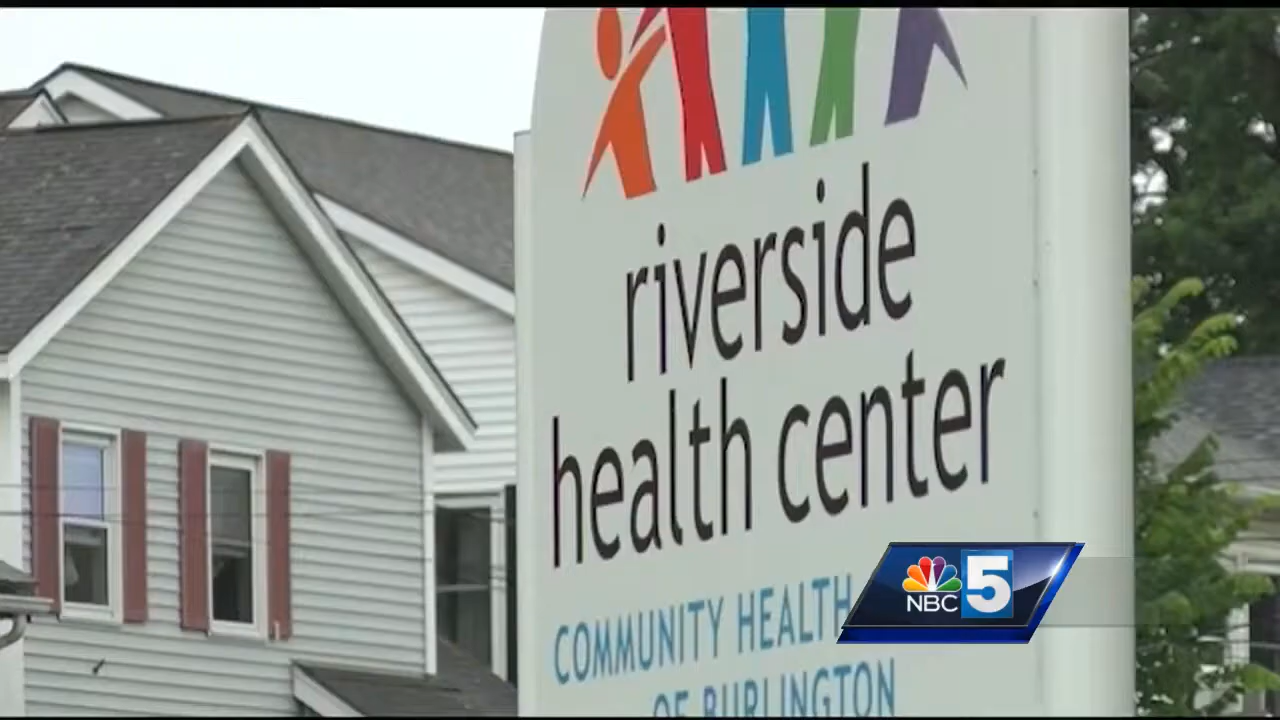 riverside
health center
COMMUNITY HEALTH
OF BURLINGTON
NBC 5